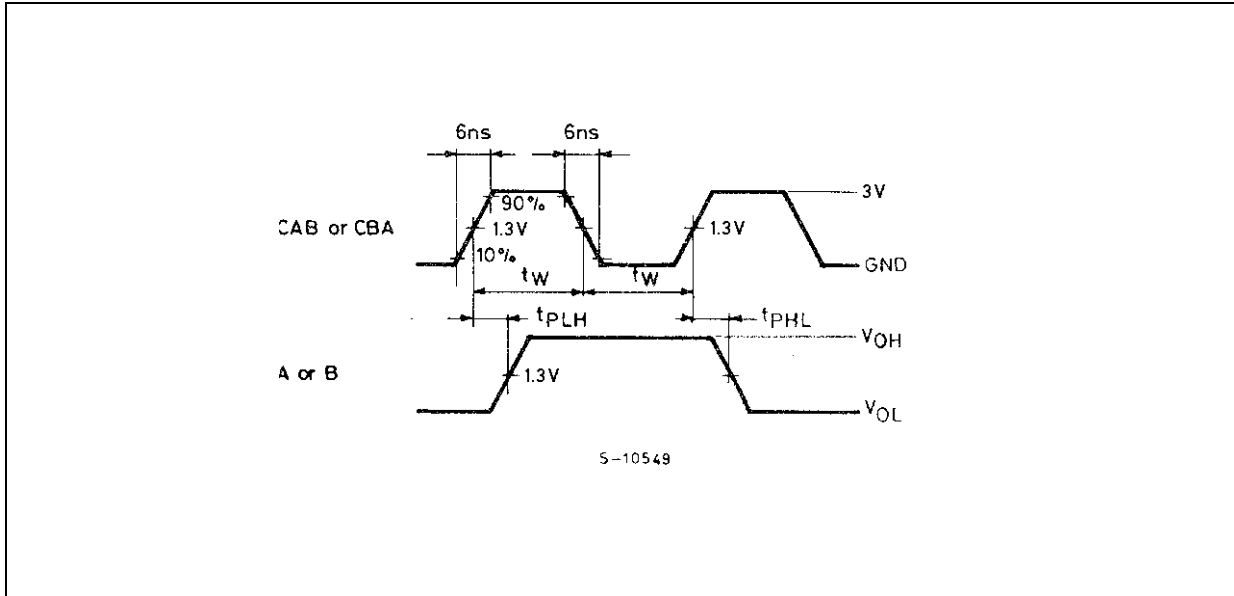 6ns 6ns
3V
90%
CAB or CBA 1.3V 1.3V
10%
GND
tW tW
tPLH tPHL
VOH
A or B 1.3V
VOL
S-10549